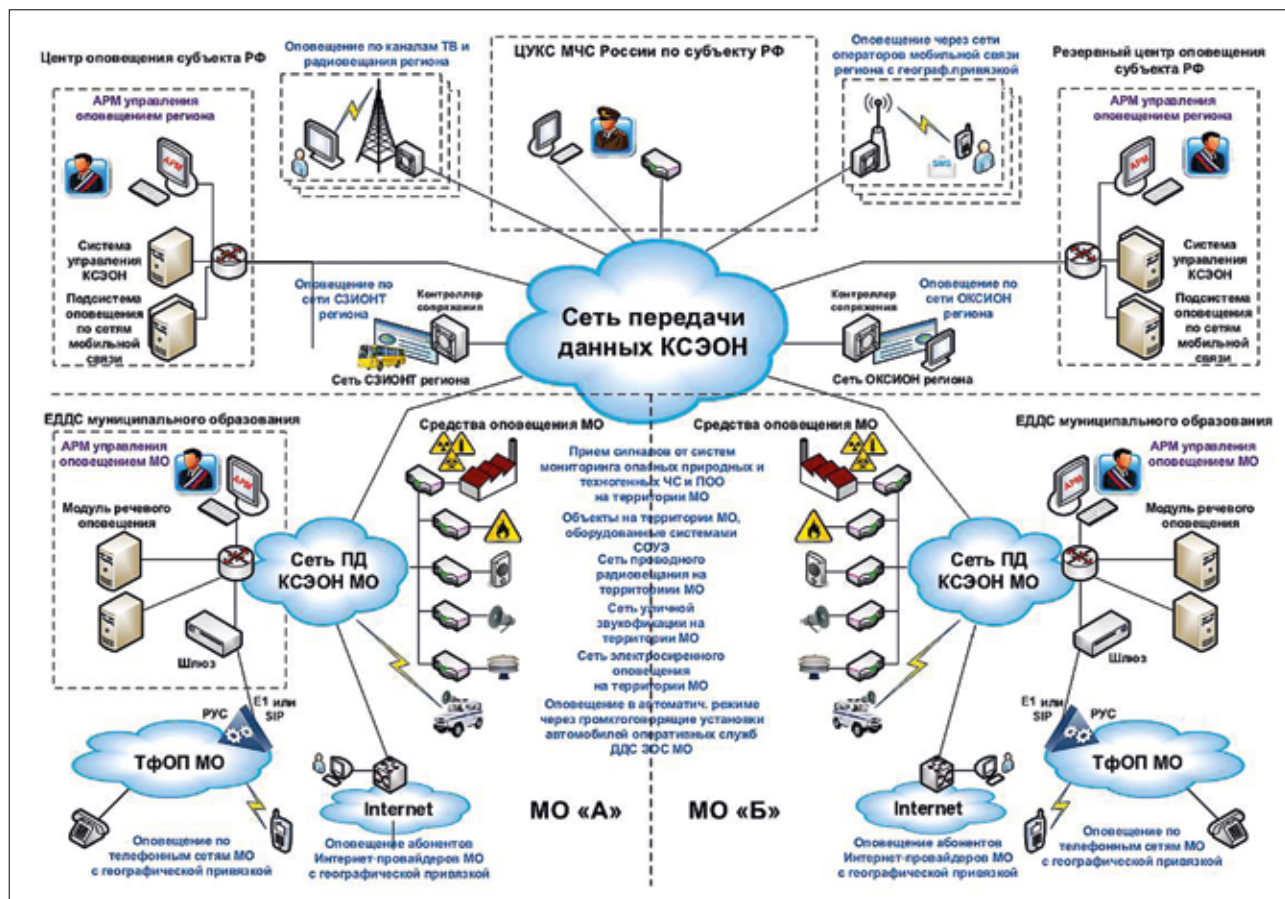 Центр оповещения субъекта РФ
АРМ управления
оповещением региона
АРМ
Система
управления
КСЭОН
Подсистема
оповещения
по сетям
мобильной
связи
Оповещение по каналам ТВ и
радиовещания региона
ЦУКС МЧС России по субъекту РФ
Оповещение через сети
операторов мобильной связи
региона с географ.привязкой
SMS
Резервный центр оповещения
субъекта РФ
АРМ управления
оповещением региона
АРМ
Система
управления
КСЭОН
Подсистема
оповещения
по сетям
мобильной
связи
Оповещение по
сети СЗИОНТ
региона
Контроллер
сопряжения
Сеть СЗИОНТ региона
Сеть передачи
данных КСЭОН
Контроллер
сопряжения
Оповещение по
сети ОКСИОН
региона
Сеть ОКСИОН региона
ЕДДС муниципального образования
АРМ управления
оповещением МО
АРМ
Модуль речевого
оповещения
Шлюз
Сеть ПД
КСЭОН МО
E1 или
SIP
РУС
ТфОП МО
Оповещение по
телефонным сетям МО
с географической привязкой
Internet
Оповещение абонентов
Интернет-провайдеров МО
с географической привязкой
Средства оповещения МО
Прием сигналов от систем
мониторинга опасных природных и
техногенных ЧС и ПОО
на территории МО
Объекты на территории МО,
оборудованные системами
СОУЭ
Сеть проводного
радиовещания на
территориии МО
Сеть уличной
звукофикации на
территории МО
Сеть электросиренного
оповещения
на территории МО
Оповещение в автоматич. режиме
через громкоговорящие установки
автомобилей оперативных служб
ДДС ЭОС МО
МО «А»
МО «Б»
Средства оповещения МО
ЕДДС муниципального образования
АРМ управления
оповещением МО
АРМ
Модуль речевого
оповещения
Сеть ПД
КСЭОН МО
Шлюз
E1 или
SIP
РУС
ТфОП МО
Internet
Оповещение абонентов
Интернет-провайдеров МО
с географической привязкой
Оповещение по
телефонным сетям МО
с географической привязкой